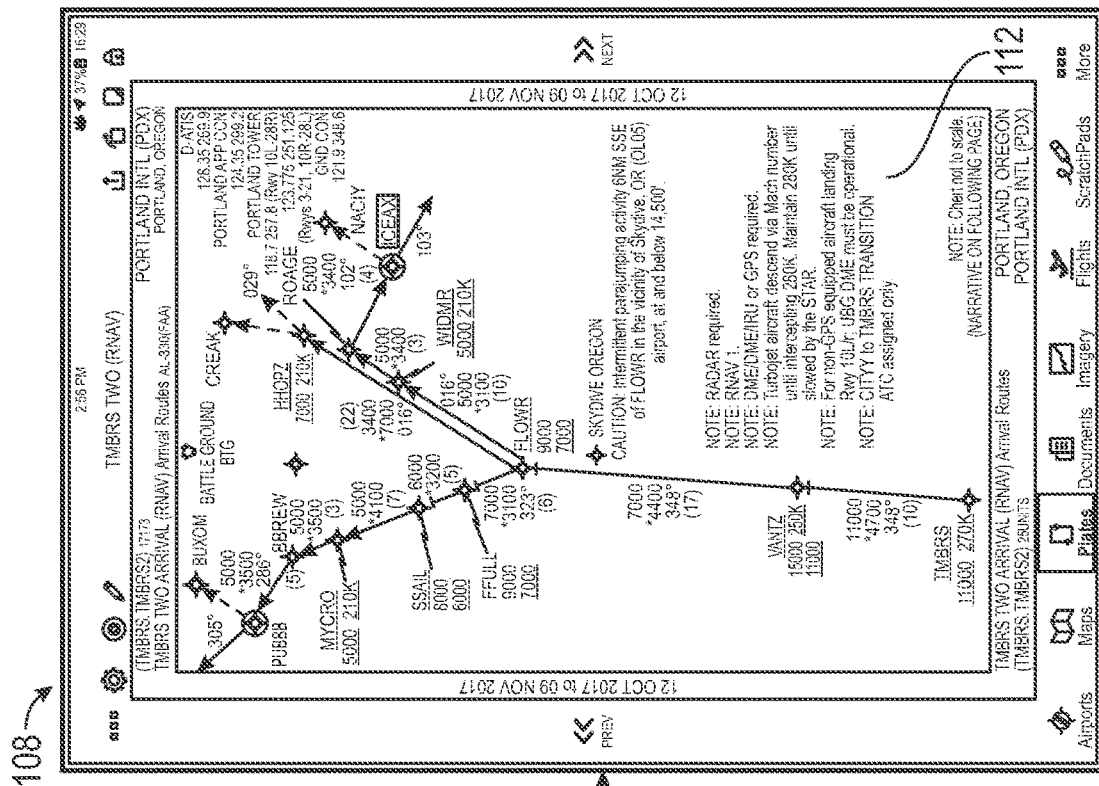 108
2:56 PM
37% 16:29
TMBRS TWO (RNAV)
(TMBRS.TMBRS2) 17173
PORTLAND INTL (PDX)
TMBRS TWO ARRIVAL (RNAV) Arrival Routes AL-330(FAA)
PORTLAND, OREGON
12 OCT 2017 to 09 NOV 2017
12 OCT 2017 to 09 NOV 2017
PREV
NEXT
D-ATIS
128.35 269.9
PORTLAND APP CON
124.35 299.2
PORTLAND TOWER
118.7 257.8 (Rwy 10L-28R)
123.775 251.125
(Rwys 3-21, 10R-28L)
GND CON
121.9 348.6
BATTLE GROUND
BTG
CREAK
BUXOM
305°
PUBBB
5000
*3500
286°
(5)
BBREW
5000
*3500
(3)
MYCRO
5000 210K
5000
*4100
(7)
SSAIL
8000
6000
6000
*3200
(5)
FFULL
9000
7000
7000
*3100
323°
(6)
HHOPZ
7000 210K
029°
ROAGE
5000
*3400
102°
(4)
NACIY
ICEAX
103°
(22)
3400
*7000
016°
5000
*3400
(3)
WIDMR
5000 210K
016°
5000
*3100
(10)
FLOWR
9000
7000
SKYDIVE OREGON
CAUTION: Intermittent parajumping activity 6NM SSE
of FLOWR in the vicinity of Skydive, OR (OL05)
airport, at and below 14,500'.
7000
*4400
348°
(17)
VANTZ
15000 250K
11000
11000
*4700
348°
(10)
TMBRS
11000 270K
NOTE: RADAR required.
NOTE: RNAV 1.
NOTE: DME/DME/IRU or GPS required.
NOTE: Turbojet aircraft descend via Mach number
until intercepting 280K. Maintain 280K until
slowed by the STAR.
NOTE: For non-GPS equipped aircraft landing
Rwy 10L/r, UBG DME must be operational.
NOTE: CITYY to TMBRS TRANSITION
ATC assigned only.
112
NOTE: Chart not to scale.
(NARRATIVE ON FOLLOWING PAGE)
TMBRS TWO ARRIVAL (RNAV) Arrival Routes
PORTLAND, OREGON
(TMBRS.TMBRS2)
PORTLAND INTL (PDX)
Airports
Maps
Plates
Documents
Imagery
Flights
ScratchPads
More